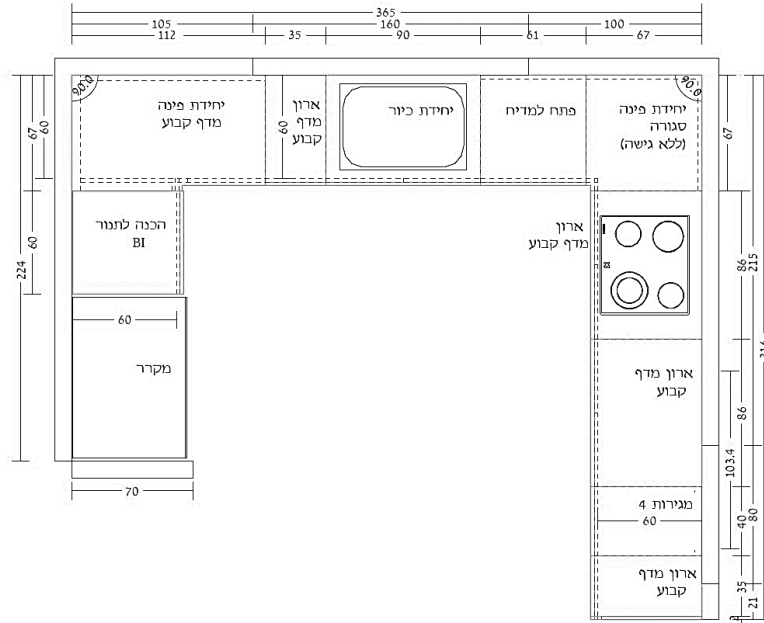 365
105 160 100
112 35 90 61 67
90.0
90.0
יחידת פינה
מדף קבוע
ארון
מדף
קבוע
60
יחידת כיור
פתח למדיח
יחידת פינה
סגורה
(ללא גישה)
67
60
67
הכנה לתנור
BI
60
224
ארון
מדף קבוע
86
215
60
מקרר
ארון מדף
קבוע
86
103.4
70
מגירות 4
60
40
80
ארון מדף
קבוע
35
21